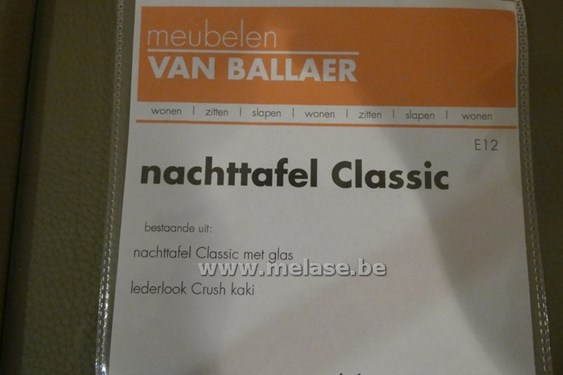 meubelen
VAN BALLAER
wonen | zitten | slapen | wonen | zitten | slapen | wonen
E12
nachttafel Classic
bestaande uit:
nachttafel Classic met glas
www.melase.be
lederlook Crush kaki